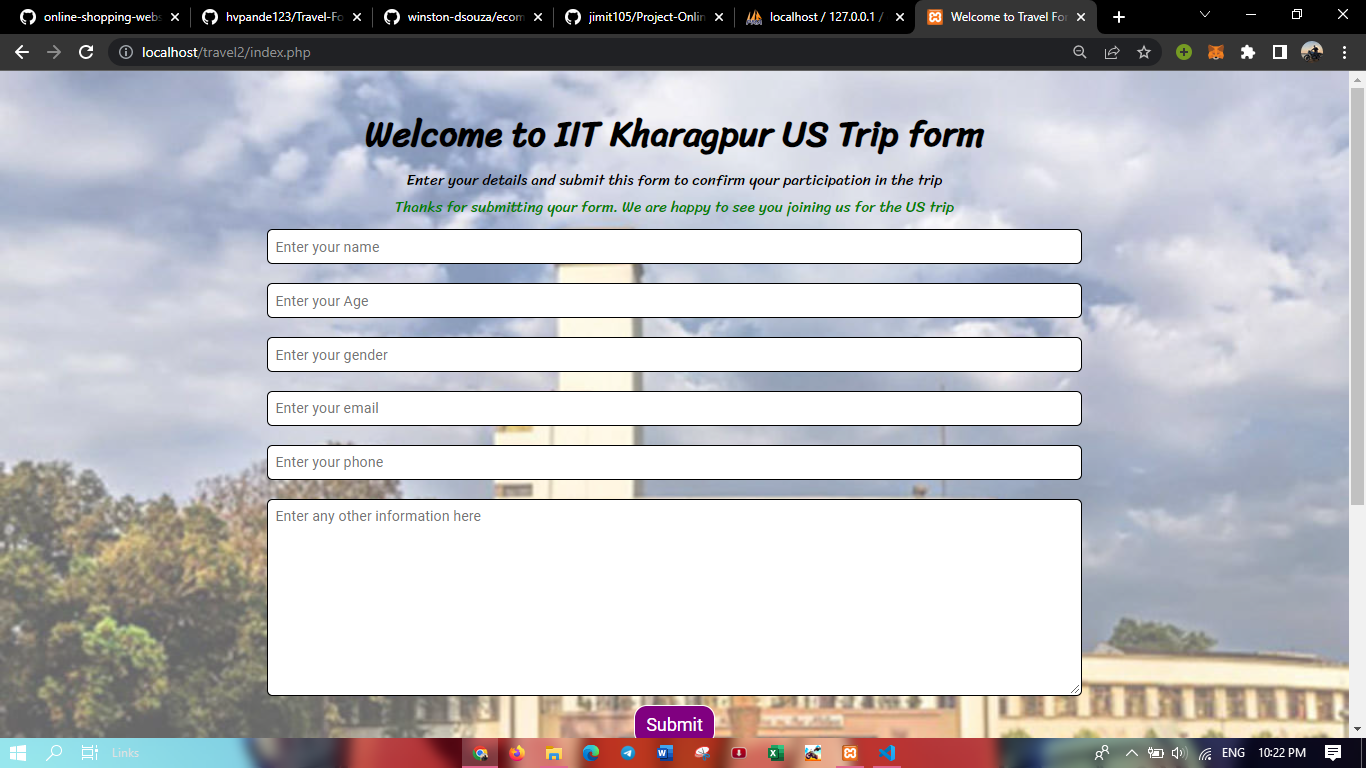 online-shopping-webs
hvpande123/Travel-Fo
winston-dsouza/ecom
jimit105/Project-Onlin
localhost / 127.0.0.1 /
Welcome to Travel For
localhost/travel2/index.php
Welcome to IIT Kharagpur US Trip form
Enter your details and submit this form to confirm your participation in the trip
Thanks for submitting your form. We are happy to see you joining us for the US trip
Enter your name
Enter your Age
Enter your gender
Enter your email
Enter your phone
Enter any other information here
Submit
Links
ENG
10:22 PM